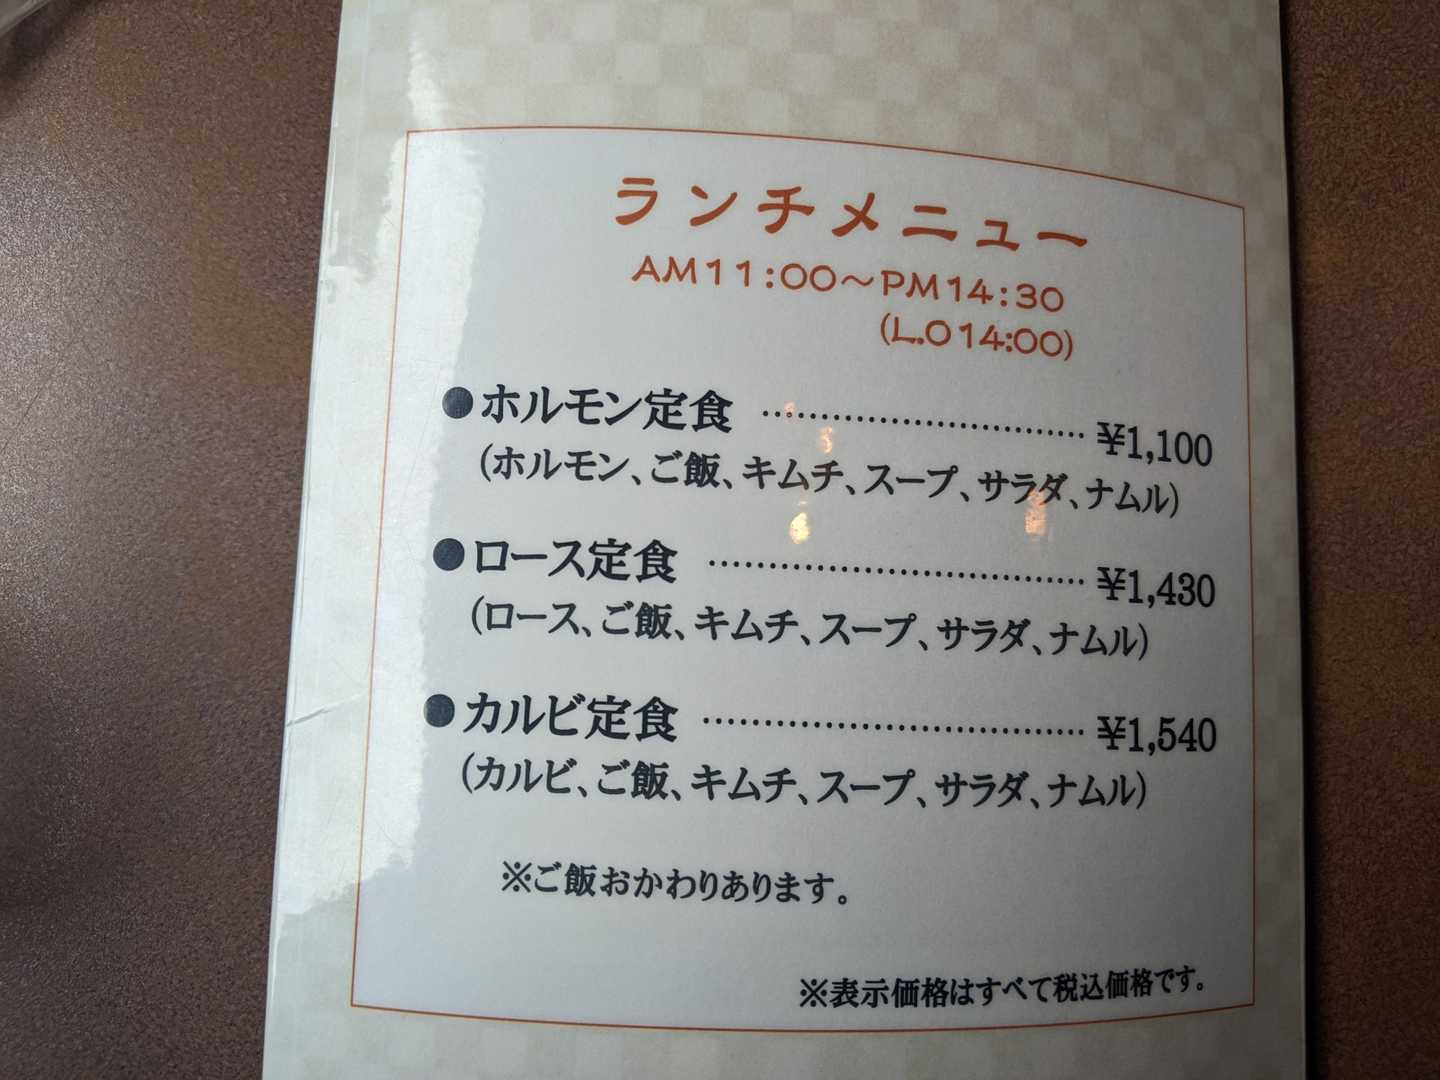 ランチメニュー
AM11:00～PM14:30
(L.O14:00)
●ホルモン定食 ………………………… ¥1,100
(ホルモン、ご飯、キムチ、スープ、サラダ、ナムル)
●ロース定食 ………………………… ¥1,430
(ロース、ご飯、キムチ、スープ、サラダ、ナムル)
●カルビ定食 ………………………… ¥1,540
(カルビ、ご飯、キムチ、スープ、サラダ、ナムル)
※ご飯おかわりあります。
※表示価格はすべて税込価格です。